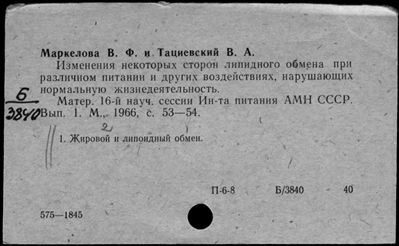 Маркелова В. Ф. и Тациевский В. А.
Изменения некоторых сторон липидного обмена при
различном питании и других воздействиях, нарушающих
нормальную жизнедеятельность.
Б
3840
Матер. 16-й науч. сессии Ин-та питания АМН СССР.
Вып. 1. М., 1966, с. 53—54.
2
1. Жировой и липоидный обмен.
П-6-8 Б/3840 40
575—1845